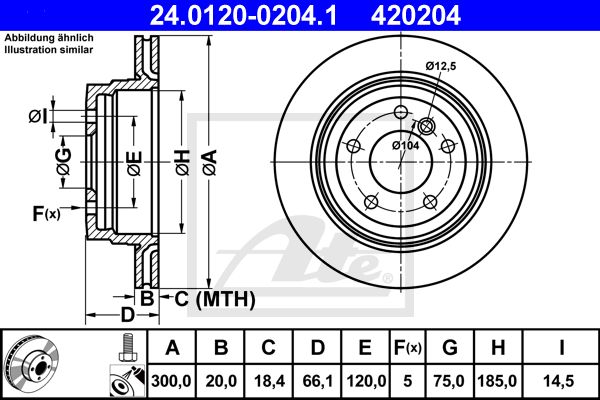 24.0120-0204.1 420204
Abbildung ähnlich
Illustration similar
ØI
ØG
ØE
ØH
ØA
F(x)
B
C (MTH)
D
Ø12,5
Ø104
Ate
A B C D E F(x) G H I
300,0 20,0 18,4 66,1 120,0 5 75,0 185,0 14,5